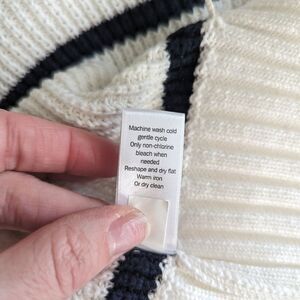 Machine wash cold
gentle cycle
Only non-chlorine
bleach when
needed
Reshape and dry flat
Warm iron
Or dry clean